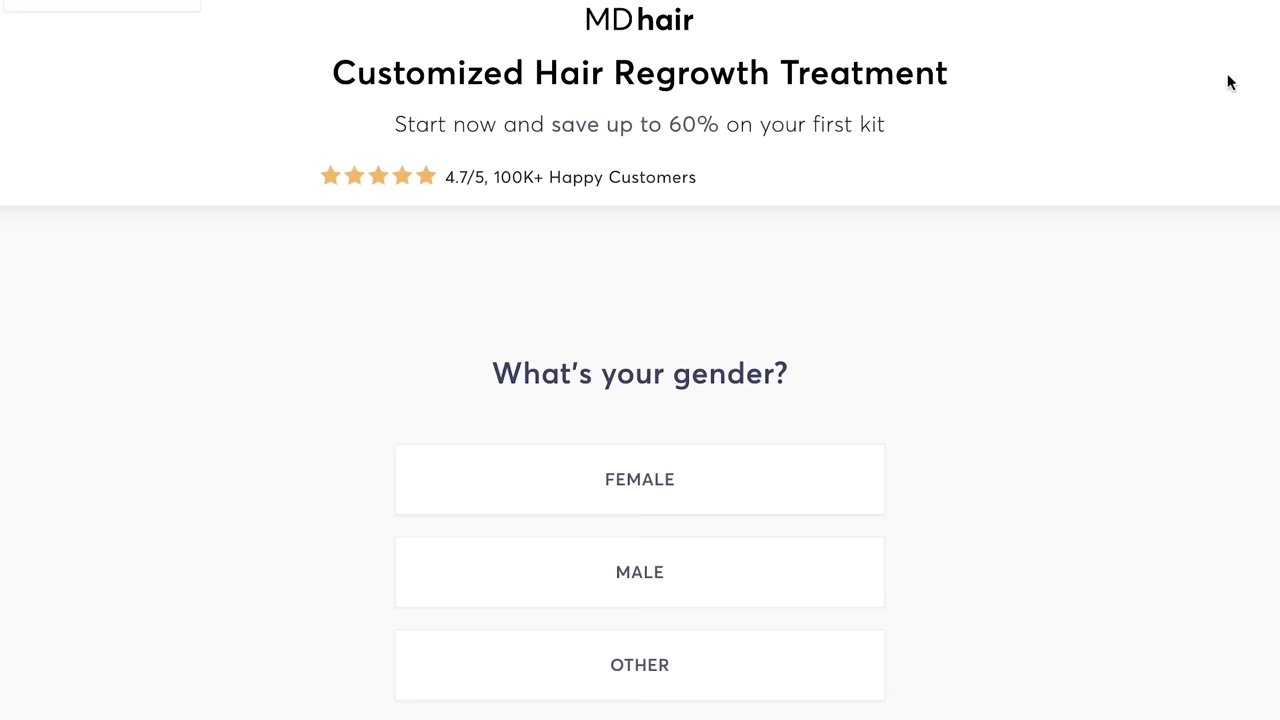 MDhair
Customized Hair Regrowth Treatment
Start now and save up to 60% on your first kit
4.7/5, 100K+ Happy Customers
What's your gender?
FEMALE
MALE
OTHER